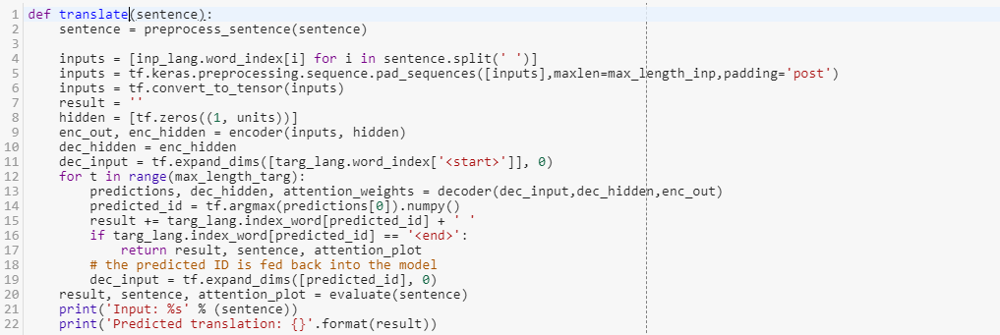 1 def translate(sentence):
2     sentence = preprocess_sentence(sentence)
3
4     inputs = [inp_lang.word_index[i] for i in sentence.split(' ')]
5     inputs = tf.keras.preprocessing.sequence.pad_sequences([inputs],maxlen=max_length_inp,padding='post')
6     inputs = tf.convert_to_tensor(inputs)
7     result = ''
8     hidden = [tf.zeros((1, units))]
9     enc_out, enc_hidden = encoder(inputs, hidden)
10     dec_hidden = enc_hidden
11     dec_input = tf.expand_dims([targ_lang.word_index['<start>']], 0)
12     for t in range(max_length_targ):
13         predictions, dec_hidden, attention_weights = decoder(dec_input,dec_hidden,enc_out)
14         predicted_id = tf.argmax(predictions[0]).numpy()
15         result += targ_lang.index_word[predicted_id] + ' '
16         if targ_lang.index_word[predicted_id] == '<end>':
17             return result, sentence, attention_plot
18         # the predicted ID is fed back into the model
19         dec_input = tf.expand_dims([predicted_id], 0)
20     result, sentence, attention_plot = evaluate(sentence)
21     print('Input: %s' % (sentence))
22     print('Predicted translation: {}'.format(result))